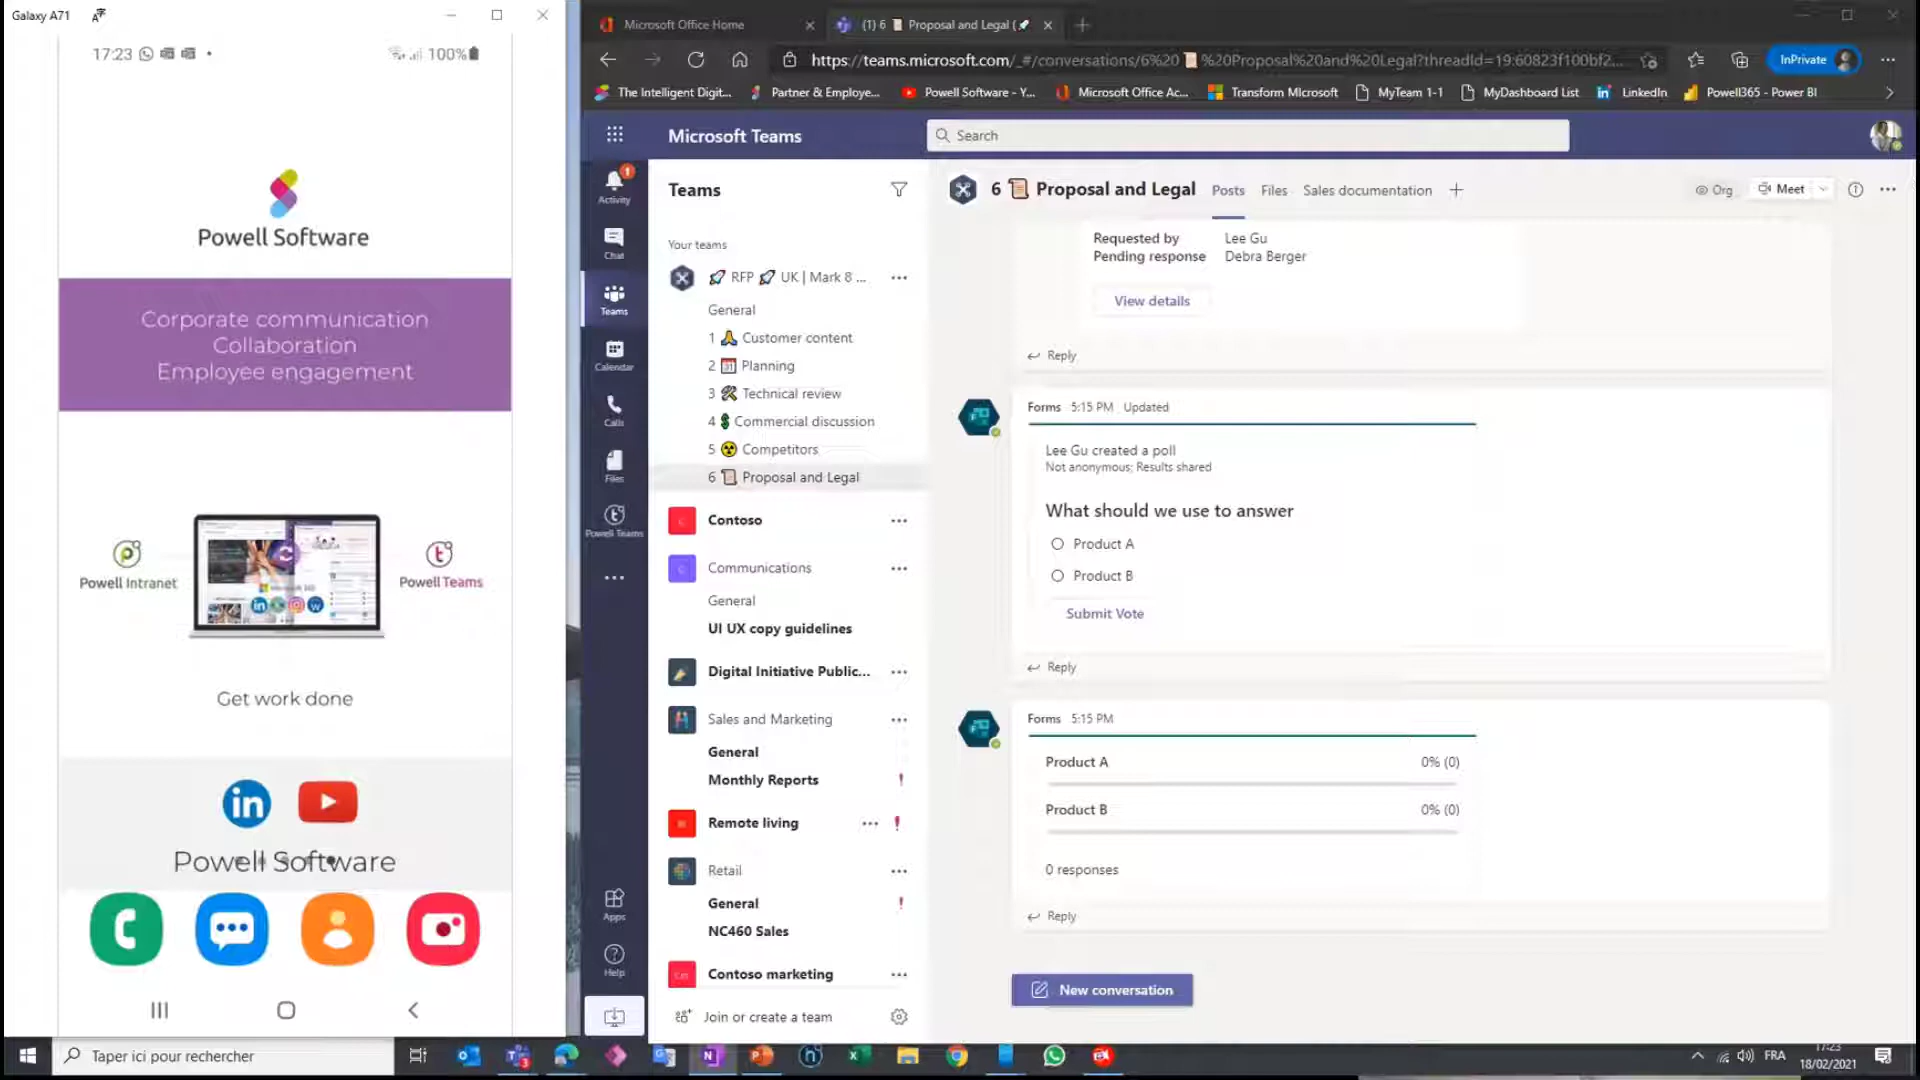 Galaxy A71
17:23
100%
Powell Software
Corporate communication
Collaboration
Employee engagement
Powell Intranet
Powell Teams
Get work done
Powell Software
Microsoft Office Home
(1) 6 Proposal and Legal (
https://teams.microsoft.com/_#/conversations/6%20 %20Proposal%20and%20Legal?threadId=19:60823f100bf2...
InPrivate
The Intelligent Digit...
Partner & Employe...
Powell Software - Y...
Microsoft Office Ac...
Transform MIcrosoft
MyTeam 1-1
MyDashboard List
LinkedIn
Powell365 - Power BI
Microsoft Teams
Search
Activity
1
Chat
Teams
Calendar
Calls
Files
Powell Teams
Apps
Help
Teams
Your teams
RFP UK | Mark 8 ...
General
1 Customer content
2 Planning
3 Technical review
4 Commercial discussion
5 Competitors
6 Proposal and Legal
Contoso
Communications
General
UI UX copy guidelines
Digital Initiative Public...
Sales and Marketing
General
Monthly Reports
Remote living
Retail
General
NC460 Sales
Contoso marketing
Join or create a team
6 Proposal and Legal
Posts
Files
Sales documentation
Org
Meet
Requested by Lee Gu
Pending response Debra Berger
View details
Reply
Forms 5:15 PM Updated
Lee Gu created a poll
Not anonymous; Results shared
What should we use to answer
Product A
Product B
Submit Vote
Reply
Forms 5:15 PM
Product A 0% (0)
Product B 0% (0)
0 responses
Reply
New conversation
Taper ici pour rechercher
FRA
17:23
18/02/2021